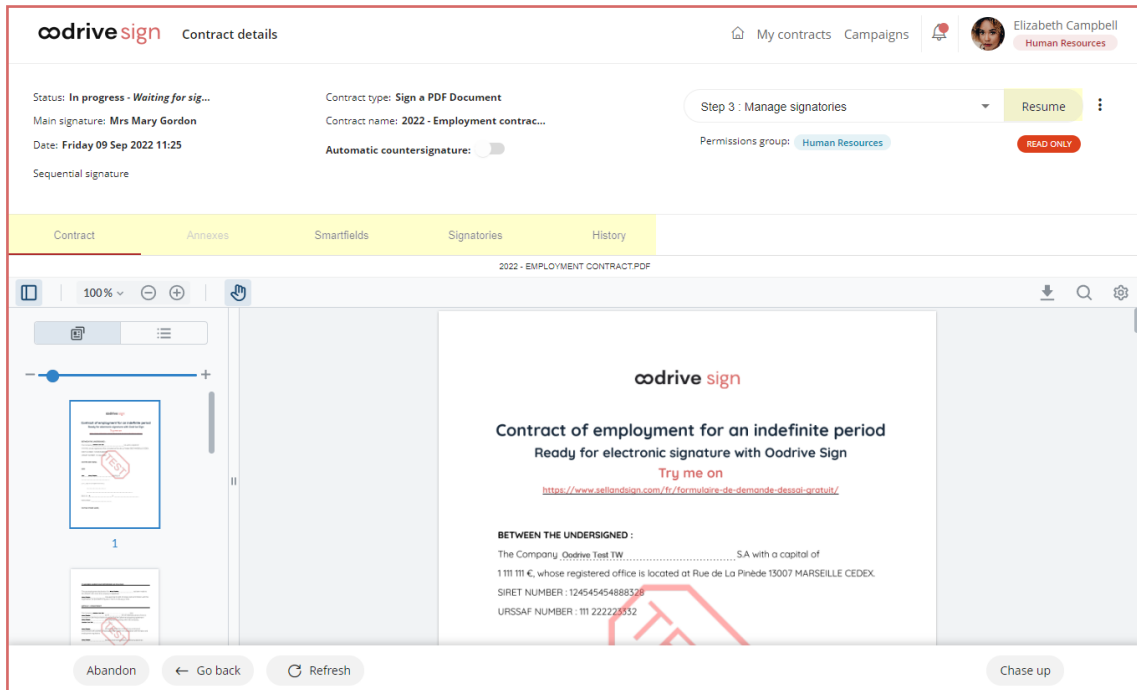 oodrive sign Contract details My contracts Campaigns Elizabeth Campbell
Human Resources
Status: In progress - Waiting for sig... Contract type: Sign a PDF Document
Step 3 : Manage signatories Resume
Main signature: Mrs Mary Gordon Contract name: 2022 - Employment contrac...
Date: Friday 09 Sep 2022 11:25 Automatic countersignature: Permissions group: Human Resources READ ONLY
Sequential signature
Contract Annexes Smartfields Signatories History
2022 - EMPLOYMENT CONTRACT.PDF
100%
oodrive sign
Contract of employment for an indefinite period
Ready for electronic signature with Oodrive Sign
Try me on
https://www.sellandsign.com/fr/formulaire-de-demande-dessai-gratuit/
BETWEEN THE UNDERSIGNED :
The Company Oodrive Test TW S.A with a capital of
1 111 111 €, whose registered office is located at Rue de La Pinède 13007 MARSEILLE CEDEX.
SIRET NUMBER : 124545454888328
URSSAF NUMBER : 111 222223332
TEST
1
TEST
Abandon Go back Refresh Chase up